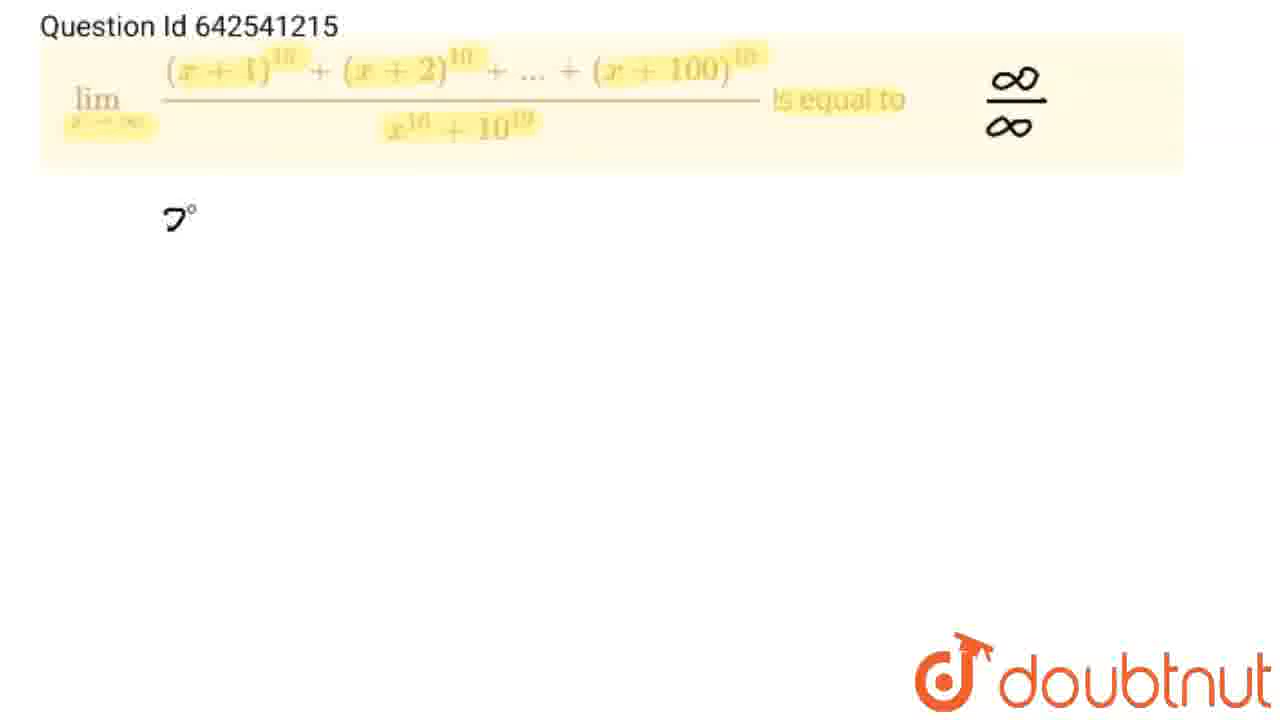 Question Id 642541215
lim x→∞ ((x + 1)^10 + (x + 2)^10 + ... + (x + 100)^10) / (x^10 + 10^10) Is equal to
∞
∞
doubtnut